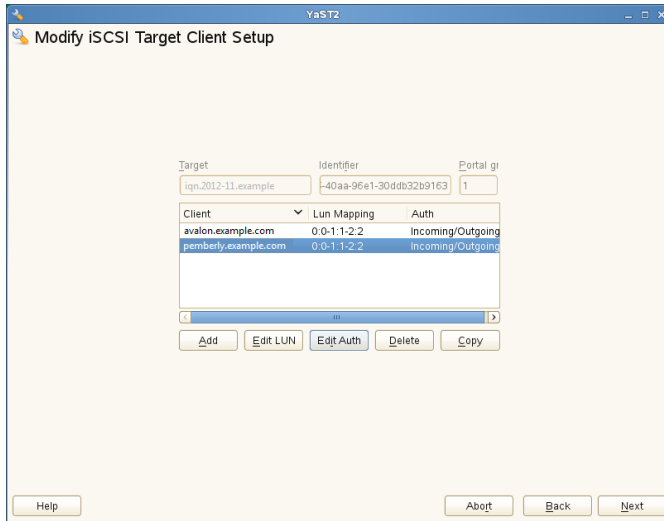 YaST2
Modify iSCSI Target Client Setup
Target Identifier Portal gr
iqn.2012-11.example -40aa-96e1-30ddb32b9163 1
Client Lun Mapping Auth
avalon.example.com 0:0-1:1-2:2 Incoming/Outgoing
pemberly.example.com 0:0-1:1-2:2 Incoming/Outgoing
Add Edit LUN Edit Auth Delete Copy
Help Abort Back Next